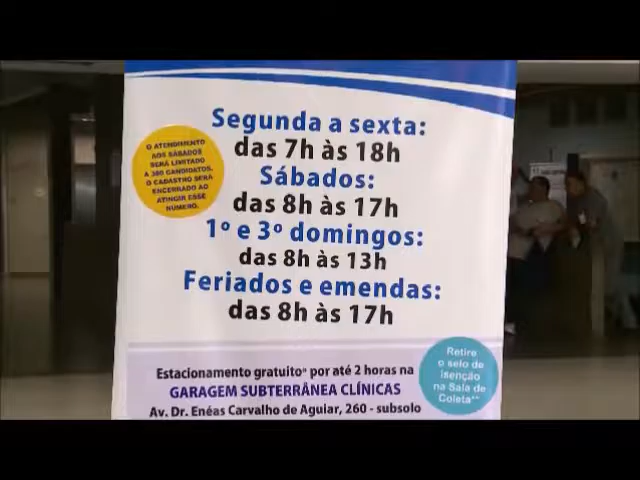 Segunda a sexta:
das 7h às 18h
Sábados:
das 8h às 17h
1º e 3º domingos:
das 8h às 13h
Feriados e emendas:
das 8h às 17h
O ATENDIMENTO
AOS SÁBADOS
SERÁ LIMITADO
A 380 CANDIDATOS.
O CADASTRO SERÁ
ENCERRADO AO
ATINGIR ESSE
NÚMERO.
Estacionamento gratuito* por até 2 horas na
GARAGEM SUBTERRÂNEA CLÍNICAS
Av. Dr. Enéas Carvalho de Aguiar, 260 - subsolo
Retire
o selo de
isenção
na Sala de
Coleta**